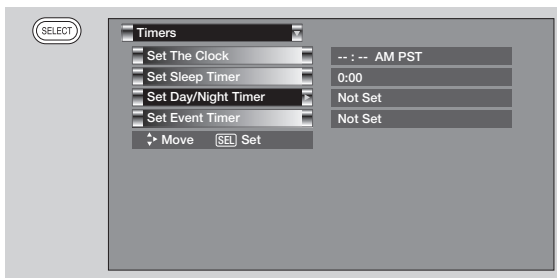 SELECT
Timers
Set The Clock -- : -- AM PST
Set Sleep Timer 0:00
Set Day/Night Timer Not Set
Set Event Timer Not Set
Move SEL Set